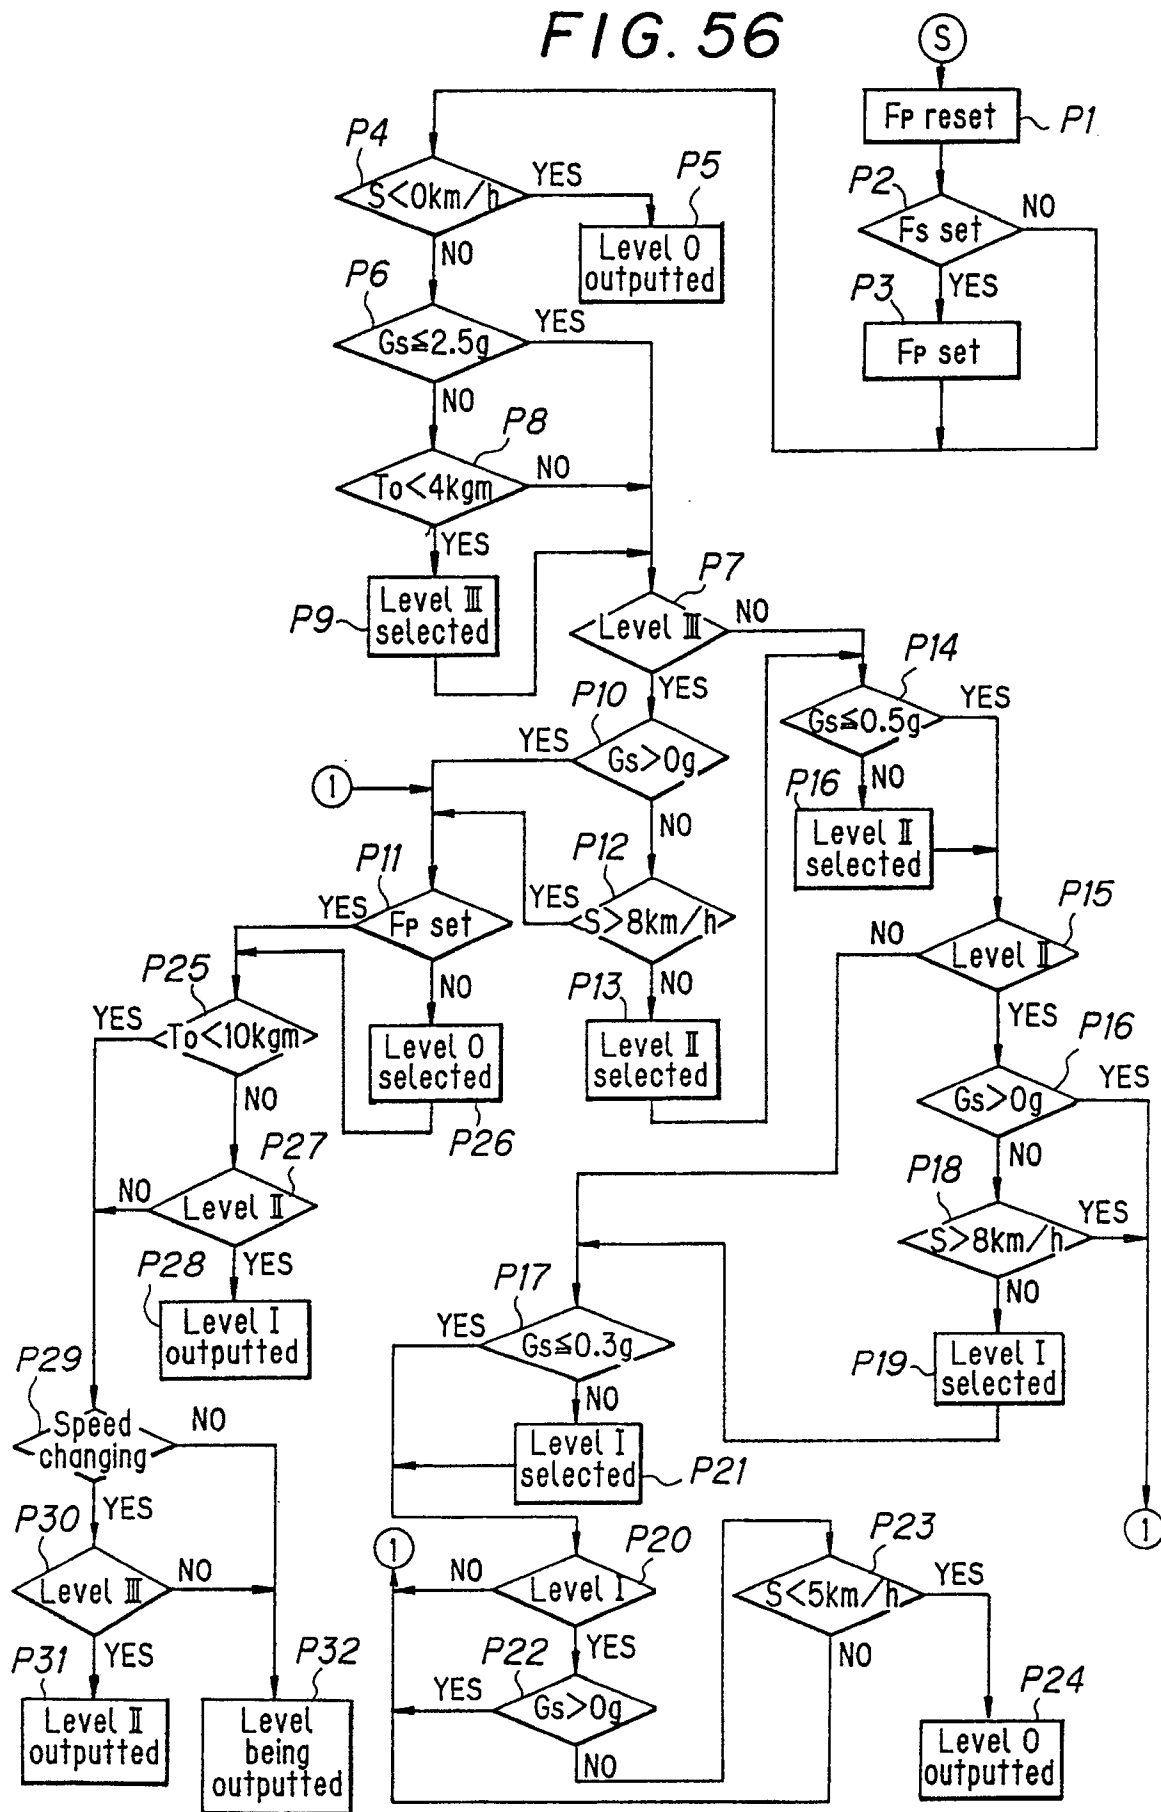 FIG. 56
S
FP reset
P1
P2
Fs set
NO
YES
P3
FP set
P4
S<0km/h
YES
P5
Level 0
outputted
NO
P6
Gs≦2.5g
YES
NO
P8
To<4kgm
NO
YES
P9
Level III
selected
P7
Level III
NO
YES
P10
Gs>0g
YES
NO
1
P11
FP set
YES
NO
P12
S>8km/h
YES
NO
P13
Level II
selected
P14
Gs≦0.5g
YES
NO
P16
Level II
selected
P15
Level II
NO
YES
P16
Gs>0g
YES
NO
P18
S>8km/h
YES
NO
P19
Level I
selected
1
P25
To<10kgm
YES
NO
Level 0
selected
P26
P27
Level II
NO
YES
P28
Level I
outputted
P17
Gs≦0.3g
YES
NO
Level I
selected
P21
P29
Speed
changing
NO
YES
P30
Level III
NO
YES
P31
Level II
outputted
P32
Level
being
outputted
1
P20
Level I
NO
YES
P22
Gs>0g
YES
NO
P23
S<5km/h
YES
NO
P24
Level 0
outputted